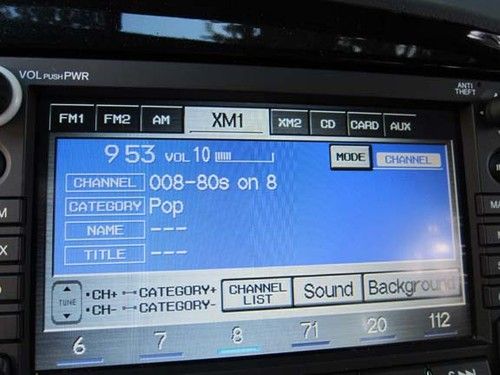 VOL PUSH PWR
ANTI THEFT
FM1 FM2 AM XM1 XM2 CD CARD AUX
9 53 VOL 10 MODE CHANNEL
CHANNEL 008-80s on 8
CATEGORY Pop
NAME ---
TITLE ---
TUNE •CH+ ↔CATEGORY+ CHANNEL LIST Sound Background
•CH- ↔CATEGORY-
6 7 8 71 20 112